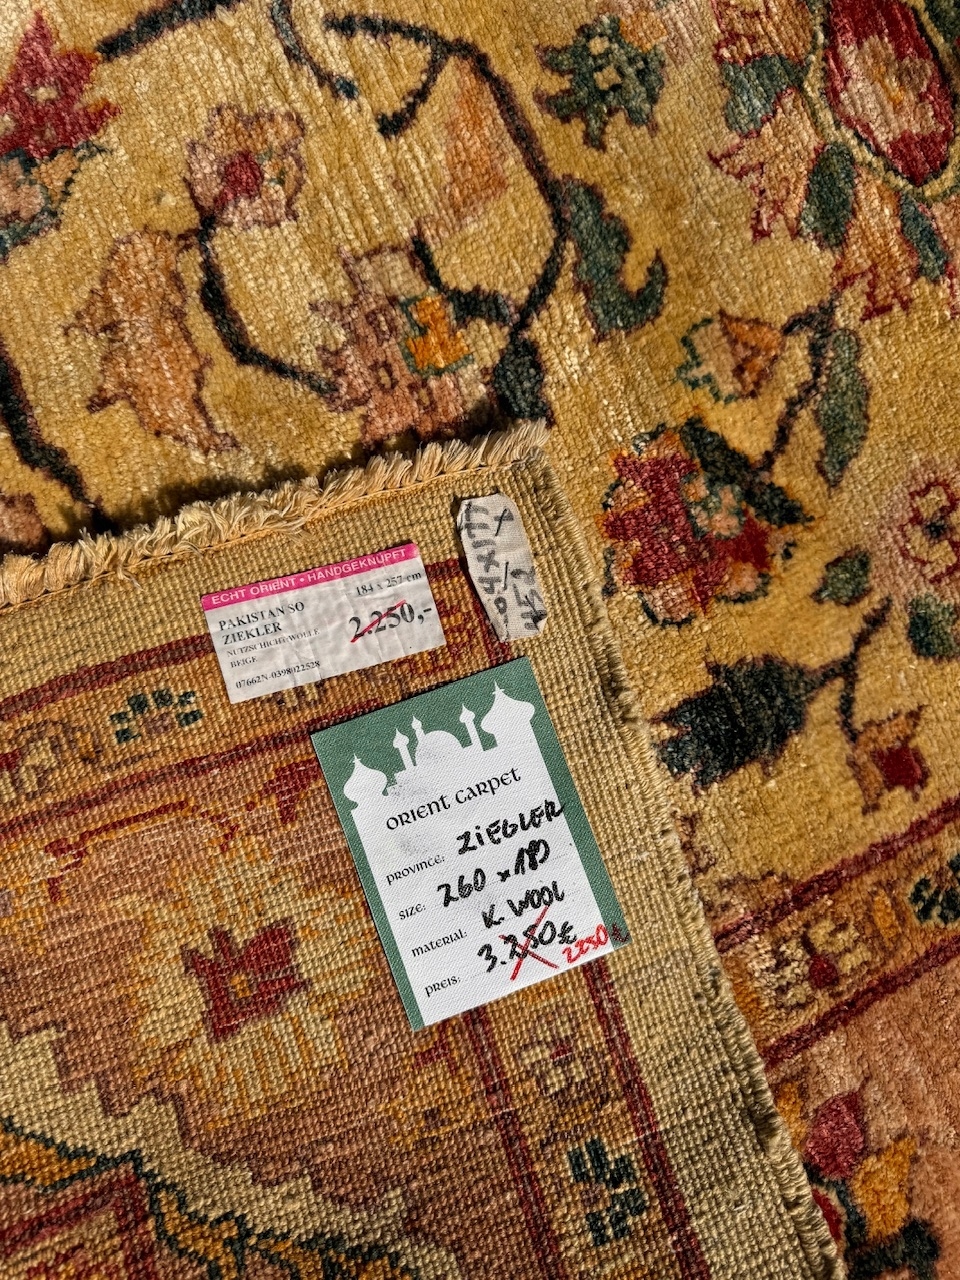 ECHT ORIENT • HANDGEKNÜPFT
PAKISTAN SO
184 x 257 cm
ZIEKLER
2.250,-
NUTZSCHICHT: WOLLE
BEIGE
07662N-0398022528
ORIENT CARPET
PROVINCE: ZIEGLER
SIZE: 260 x 180
MATERIAL: K. WOOL
PREIS: 3.250€ 2250€